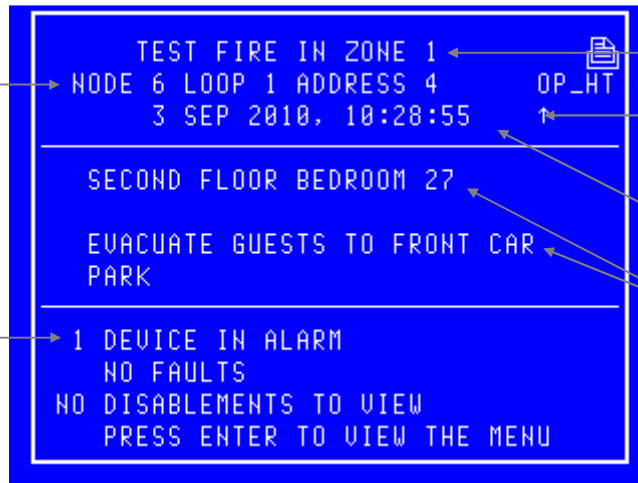 TEST FIRE IN ZONE 1
NODE 6 LOOP 1 ADDRESS 4 OP_HT
3 SEP 2010, 10:28:55 ↑
SECOND FLOOR BEDROOM 27
EVACUATE GUESTS TO FRONT CAR
PARK
1 DEVICE IN ALARM
NO FAULTS
NO DISABLEMENTS TO VIEW
PRESS ENTER TO VIEW THE MENU